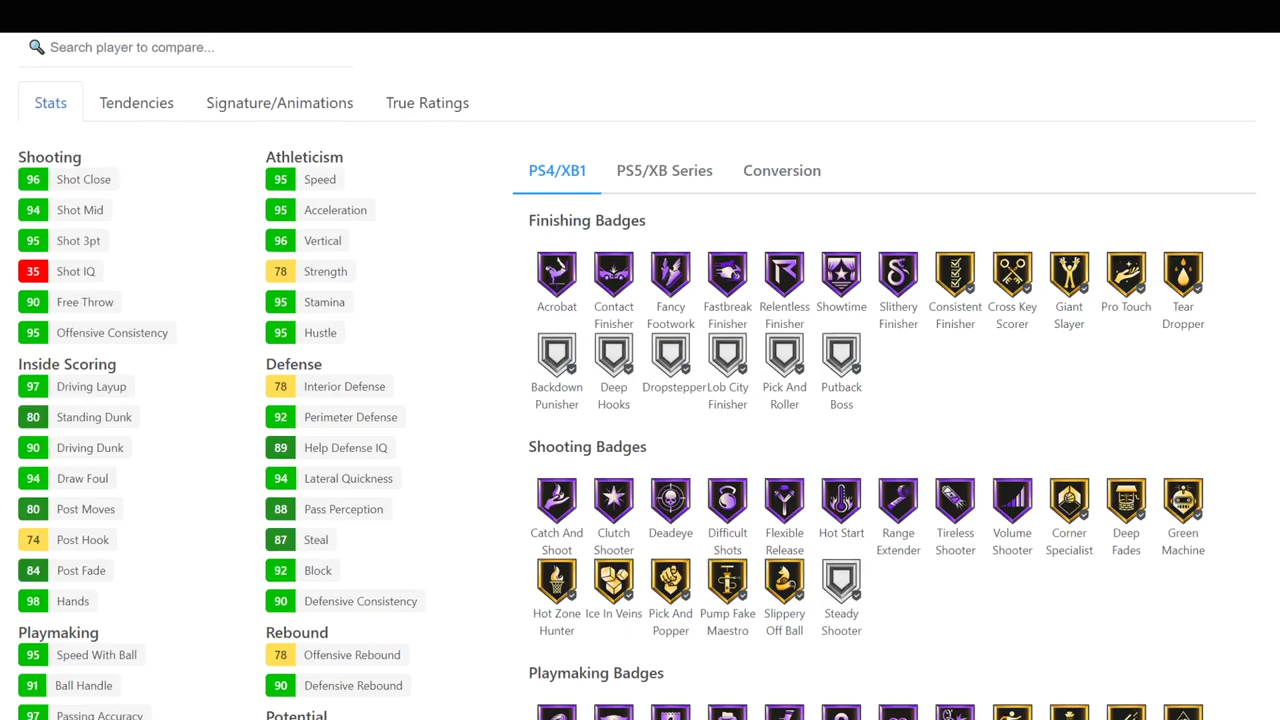 Search player to compare...
Stats Tendencies Signature/Animations True Ratings
Shooting
96 Shot Close
94 Shot Mid
95 Shot 3pt
35 Shot IQ
90 Free Throw
95 Offensive Consistency
Inside Scoring
97 Driving Layup
80 Standing Dunk
90 Driving Dunk
94 Draw Foul
80 Post Moves
74 Post Hook
84 Post Fade
98 Hands
Playmaking
95 Speed With Ball
91 Ball Handle
97 Passing Accuracy
Athleticism
95 Speed
95 Acceleration
96 Vertical
78 Strength
95 Stamina
95 Hustle
Defense
78 Interior Defense
92 Perimeter Defense
89 Help Defense IQ
94 Lateral Quickness
88 Pass Perception
87 Steal
92 Block
90 Defensive Consistency
Rebound
78 Offensive Rebound
90 Defensive Rebound
Potential
PS4/XB1 PS5/XB Series Conversion
Finishing Badges
Acrobat
Contact
Finisher
Fancy
Footwork
Fastbreak
Finisher
Relentless
Finisher
Showtime
Slithery
Finisher
Consistent
Finisher
Cross Key
Scorer
Giant
Slayer
Pro Touch
Tear
Dropper
Backdown
Punisher
Deep
Hooks
Dropstepper
Lob City
Finisher
Pick And
Roller
Putback
Boss
Shooting Badges
Catch And
Shoot
Clutch
Shooter
Deadeye
Difficult
Shots
Flexible
Release
Hot Start
Range
Extender
Tireless
Shooter
Volume
Shooter
Corner
Specialist
Deep
Fades
Green
Machine
Hot Zone
Hunter
Ice In Veins
Pick And
Popper
Pump Fake
Maestro
Slippery
Off Ball
Steady
Shooter
Playmaking Badges